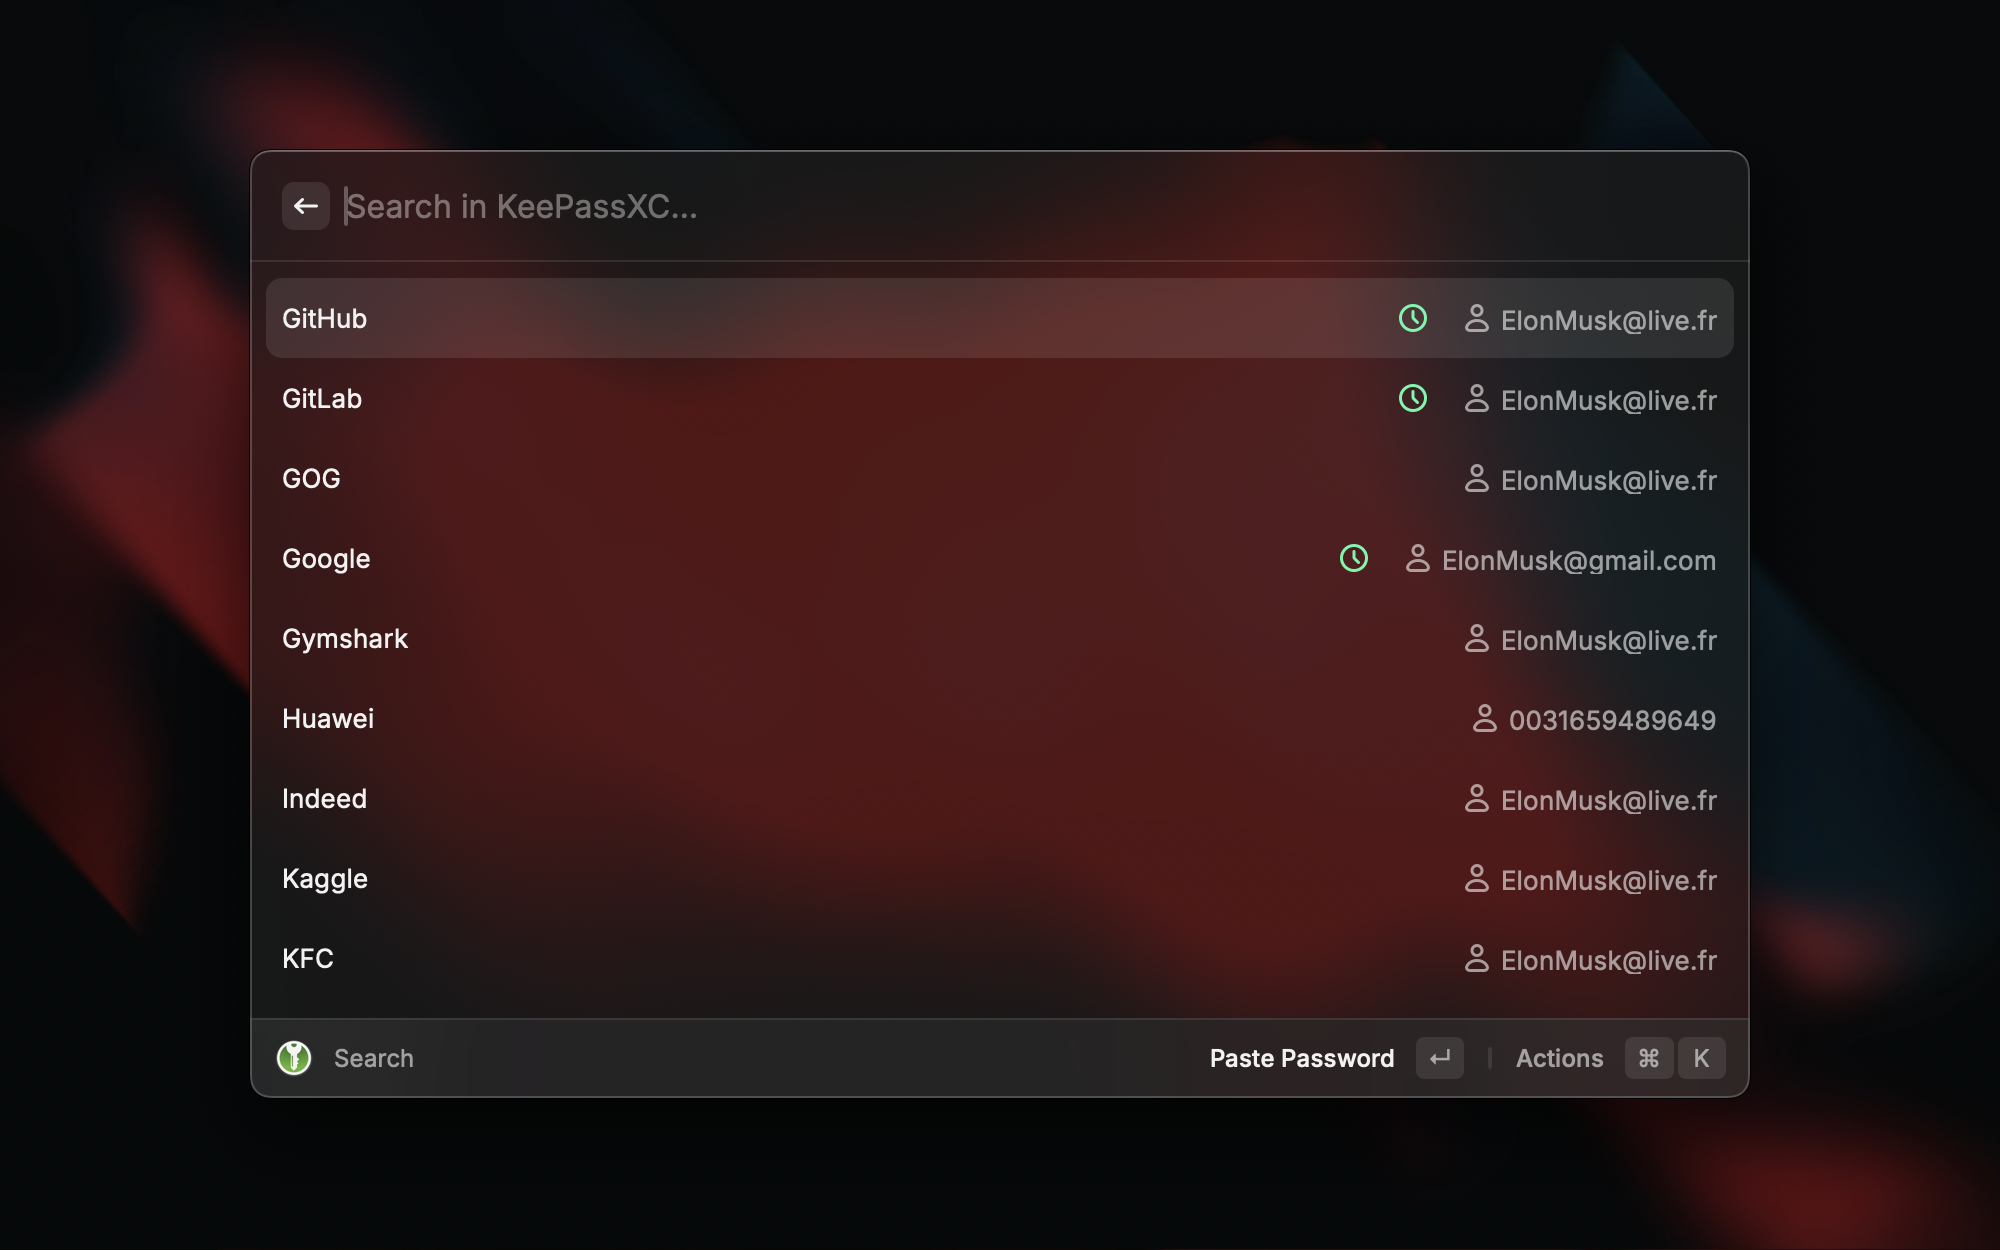 Search in KeePassXC...
GitHub ElonMusk@live.fr
GitLab ElonMusk@live.fr
GOG ElonMusk@live.fr
Google ElonMusk@gmail.com
Gymshark ElonMusk@live.fr
Huawei 0031659489649
Indeed ElonMusk@live.fr
Kaggle ElonMusk@live.fr
KFC ElonMusk@live.fr
Search Paste Password ↵ Actions ⌘ K